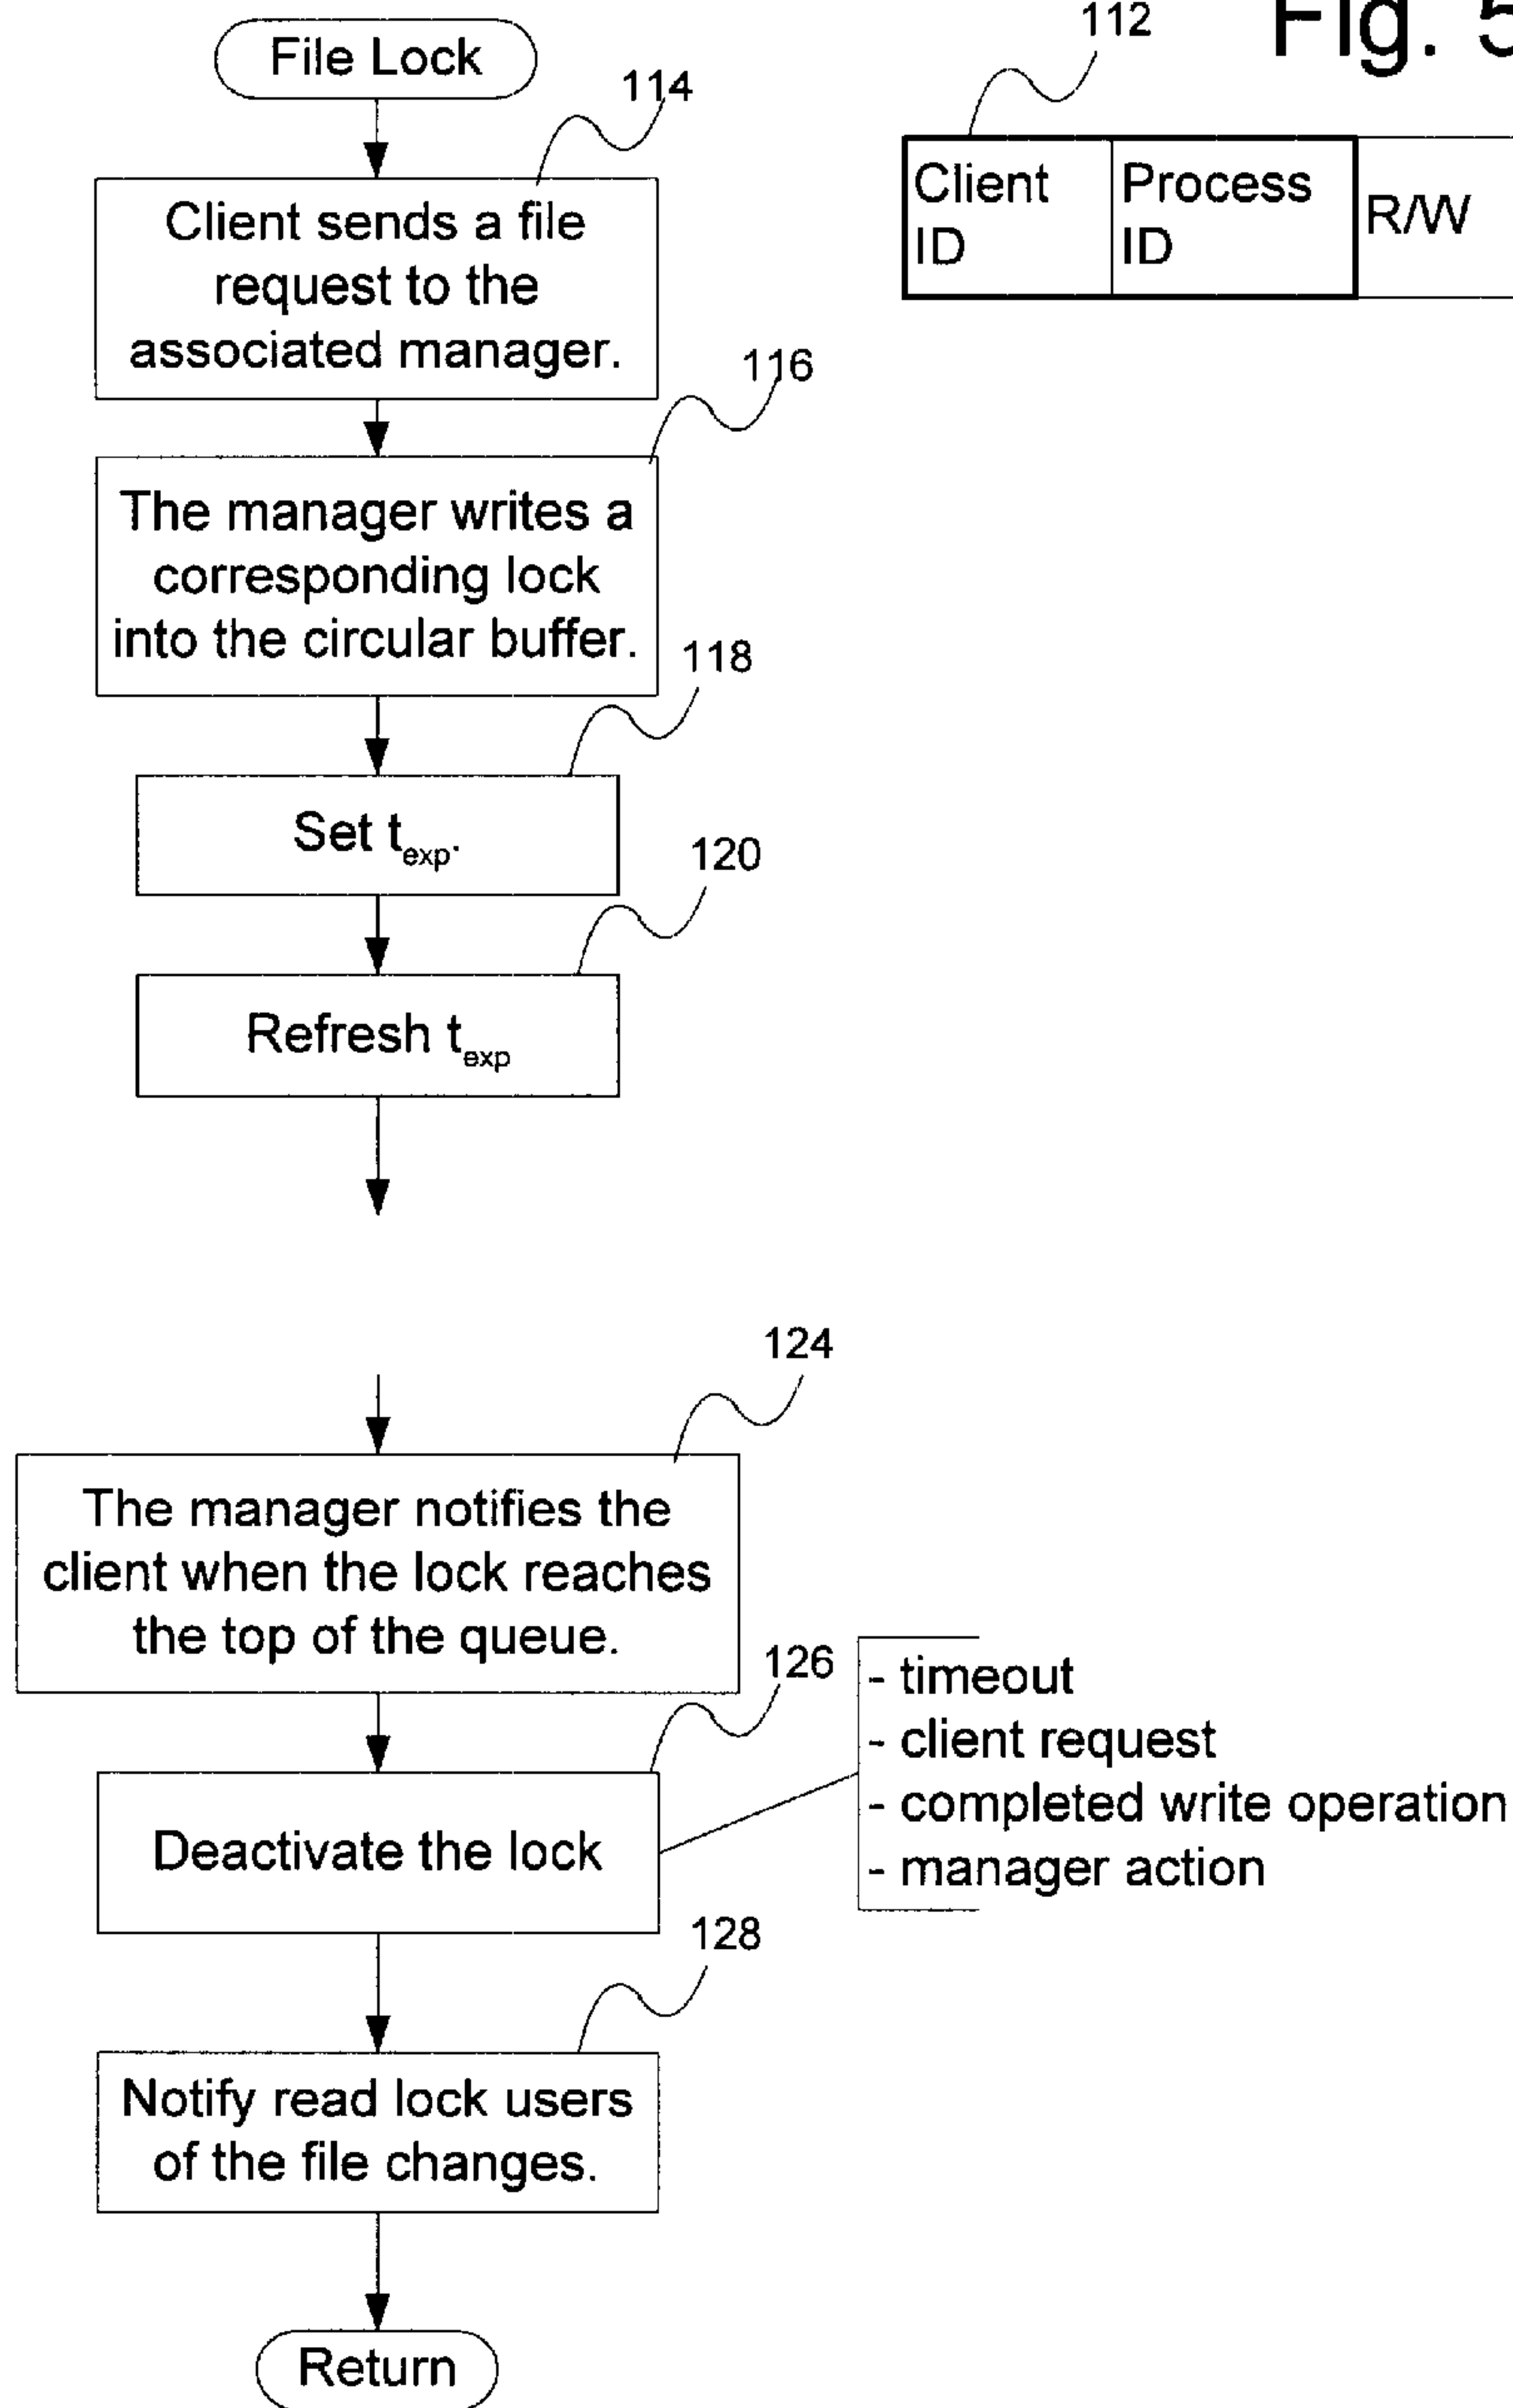 File Lock
112
Fig. 5
114
Client
ID
Process
ID
R/W
Client sends a file
request to the
associated manager.
116
The manager writes a
corresponding lock
into the circular buffer.
118
Set texp.
120
Refresh texp
124
The manager notifies the
client when the lock reaches
the top of the queue.
126
- timeout
- client request
- completed write operation
- manager action
Deactivate the lock
128
Notify read lock users
of the file changes.
Return